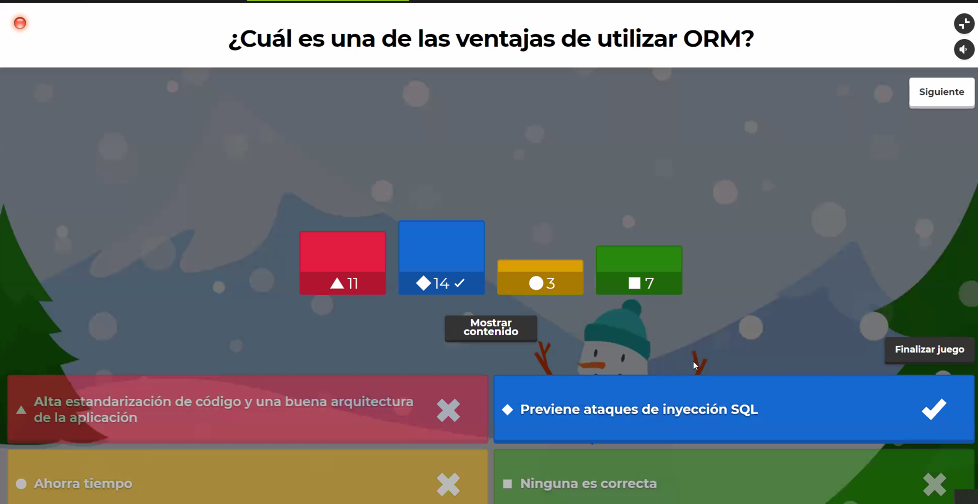 ¿Cuál es una de las ventajas de utilizar ORM?
Siguiente
11
14
3
7
Mostrar
contenido
Finalizar juego
Alta estandarización de código y una buena arquitectura
de la aplicación
Previene ataques de inyección SQL
Ahorra tiempo
Ninguna es correcta